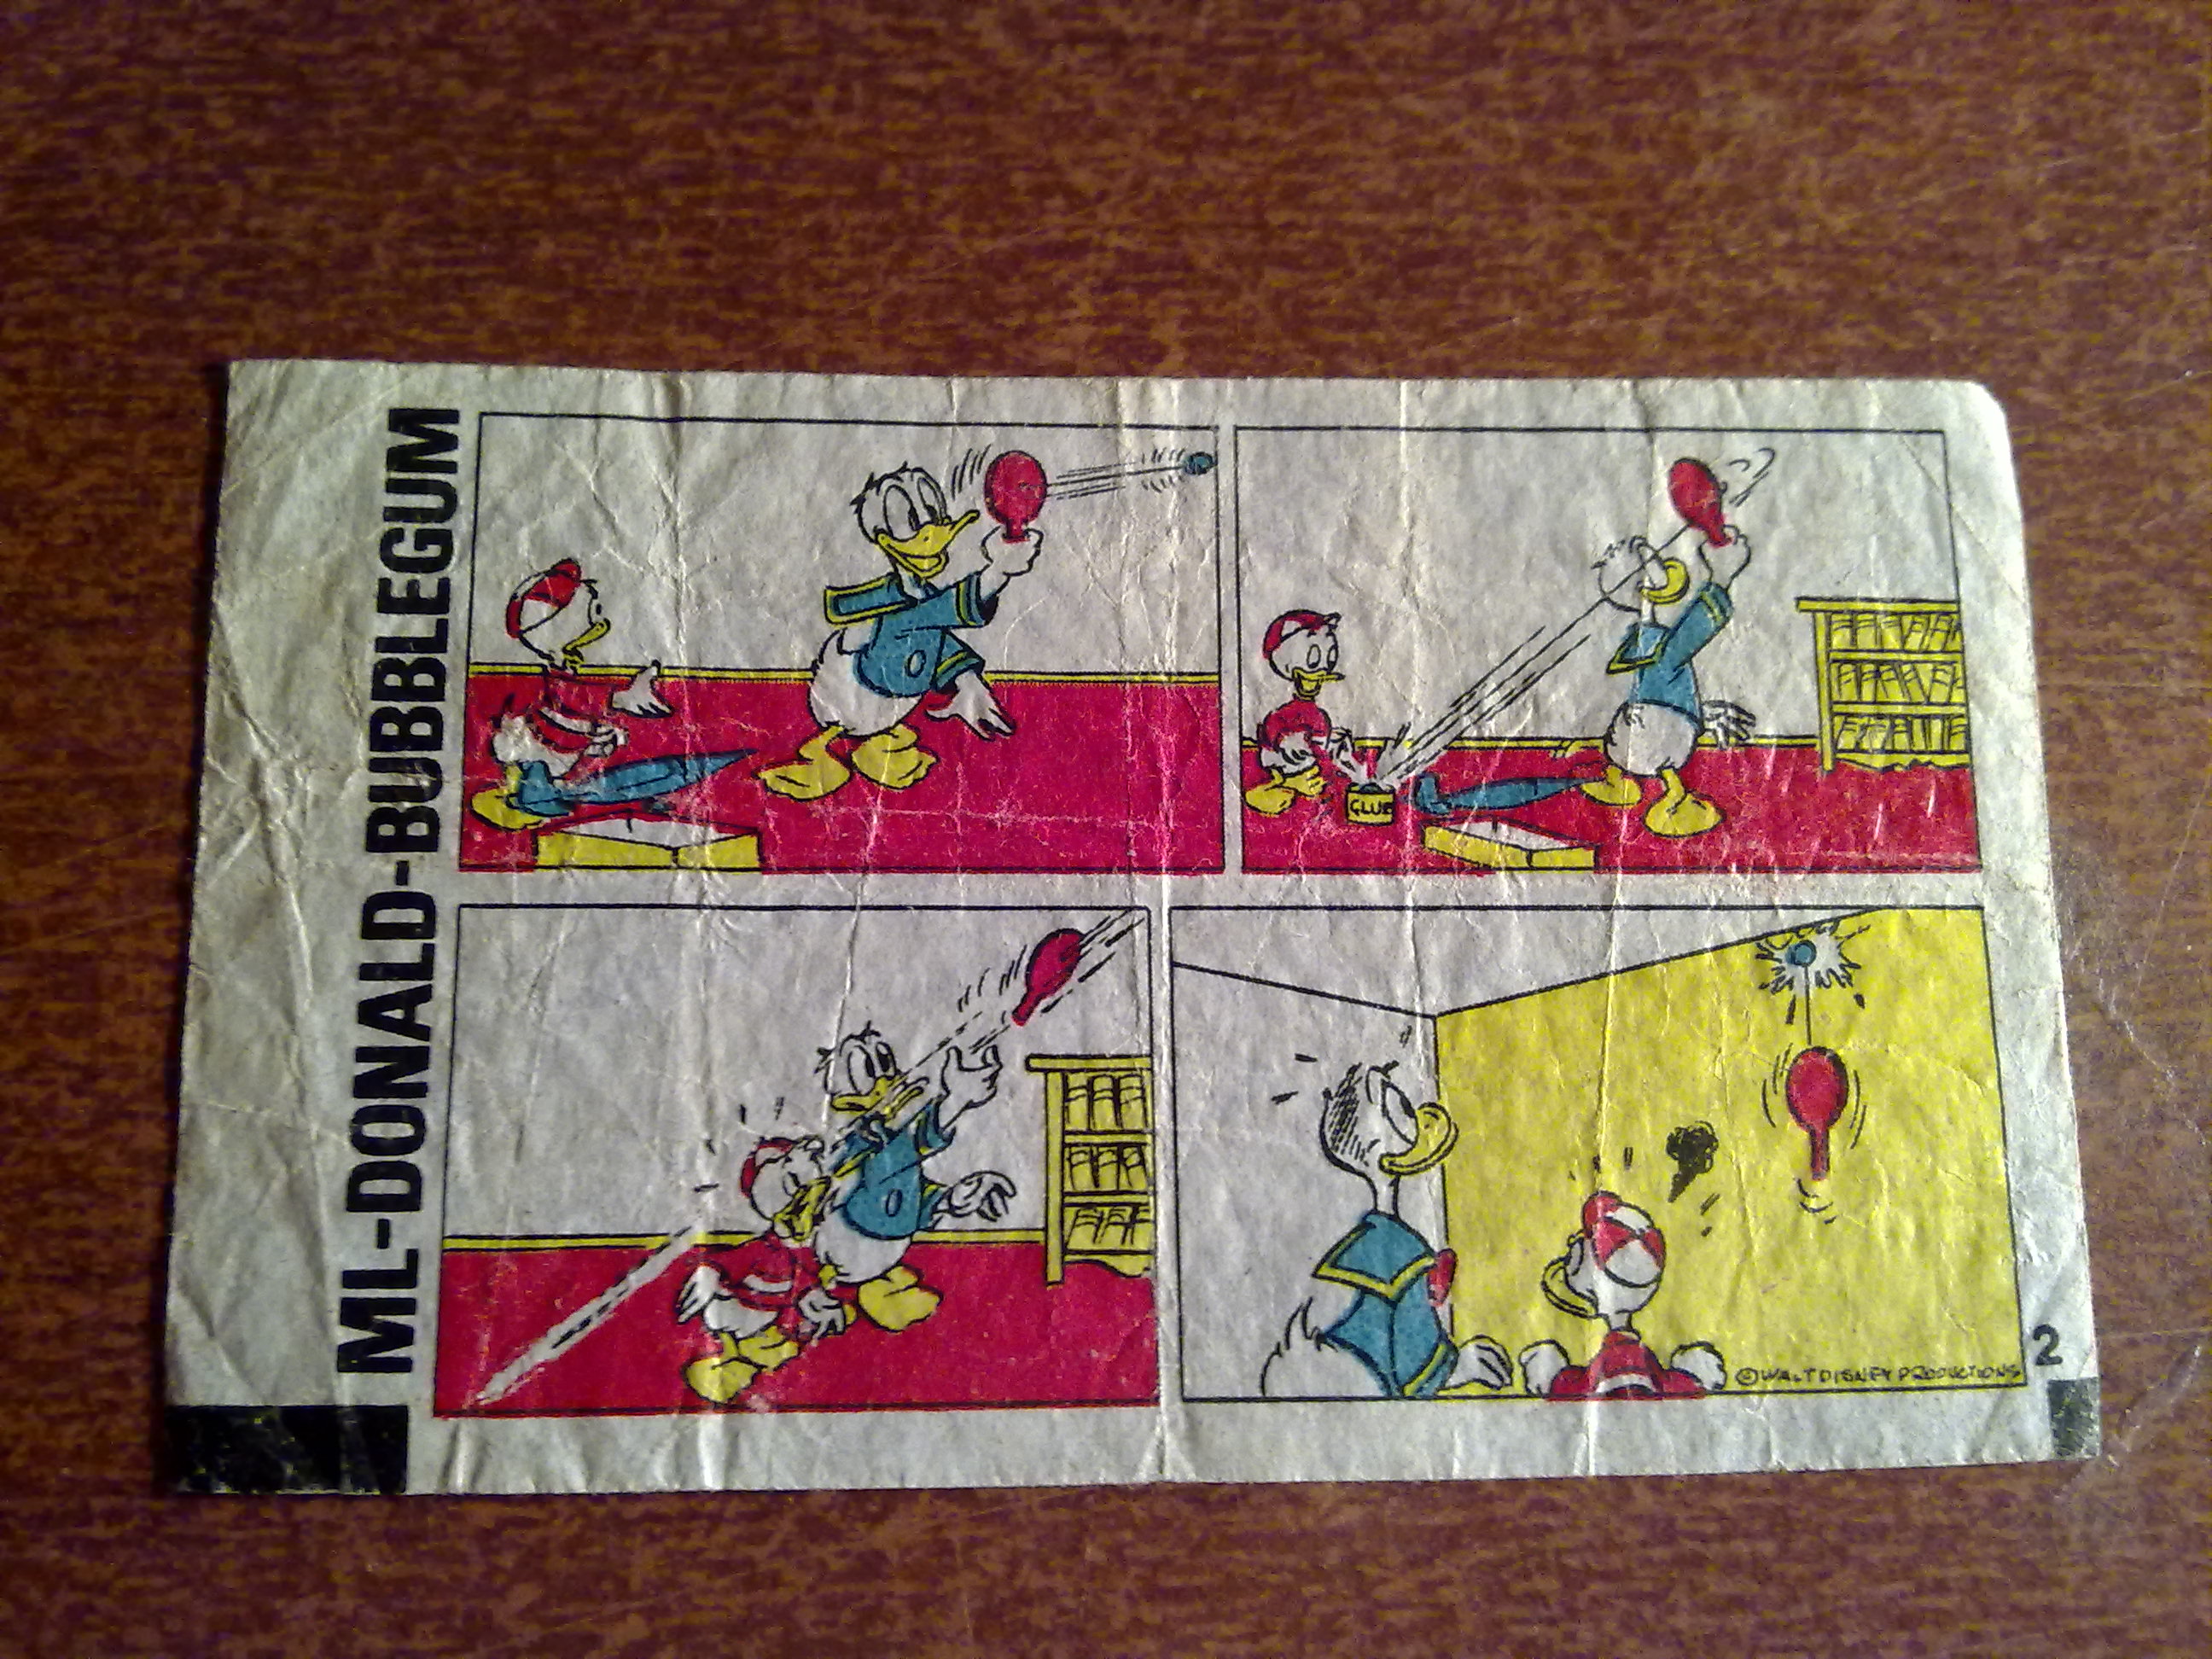 ML-DONALD-BUBBLEGUM
GLUE
©WALT DISNEY PRODUCTIONS
2